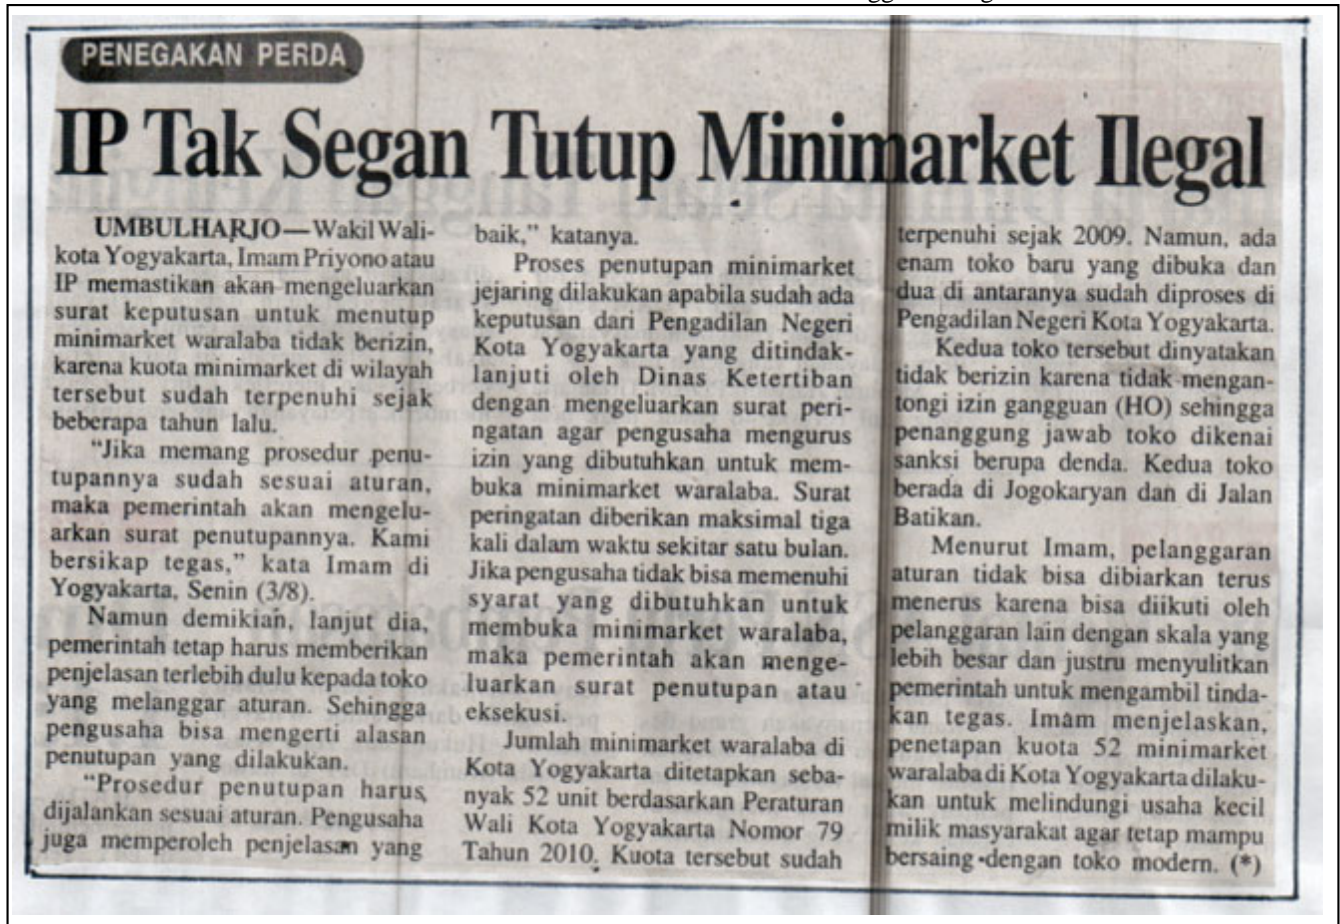 PENEGAKAN PERDA
IP Tak Segan Tutup Minimarket Ilegal
UMBULHARJO—Wakil Wali-
kota Yogyakarta, Imam Priyono atau
IP memastikan akan mengeluarkan
surat keputusan untuk menutup
minimarket waralaba tidak berizin,
karena kuota minimarket di wilayah
tersebut sudah terpenuhi sejak
beberapa tahun lalu.
"Jika memang prosedur penu-
tupannya sudah sesuai aturan,
maka pemerintah akan mengelu-
arkan surat penutupannya. Kami
bersikap tegas," kata Imam di
Yogyakarta, Senin (3/8).
Namun demikian, lanjut dia,
pemerintah tetap harus memberikan
penjelasan terlebih dulu kepada toko
yang melanggar aturan. Sehingga
pengusaha bisa mengerti alasan
penutupan yang dilakukan.
"Prosedur penutupan harus
dijalankan sesuai aturan. Pengusaha
juga memperoleh penjelasan yang
baik," katanya.
Proses penutupan minimarket
jejaring dilakukan apabila sudah ada
keputusan dari Pengadilan Negeri
Kota Yogyakarta yang ditindak-
lanjuti oleh Dinas Ketertiban
dengan mengeluarkan surat peri-
ngatan agar pengusaha mengurus
izin yang dibutuhkan untuk mem-
buka minimarket waralaba. Surat
peringatan diberikan maksimal tiga
kali dalam waktu sekitar satu bulan.
Jika pengusaha tidak bisa memenuhi
syarat yang dibutuhkan untuk
membuka minimarket waralaba,
maka pemerintah akan menge-
luarkan surat penutupan atau
eksekusi.
Jumlah minimarket waralaba di
Kota Yogyakarta ditetapkan seba-
nyak 52 unit berdasarkan Peraturan
Wali Kota Yogyakarta Nomor 79
Tahun 2010. Kuota tersebut sudah
terpenuhi sejak 2009. Namun, ada
enam toko baru yang dibuka dan
dua di antaranya sudah diproses di
Pengadilan Negeri Kota Yogyakarta.
Kedua toko tersebut dinyatakan
tidak berizin karena tidak mengan-
tongi izin gangguan (HO) sehingga
penanggung jawab toko dikenai
sanksi berupa denda. Kedua toko
berada di Jogokaryan dan di Jalan
Batikan.
Menurut Imam, pelanggaran
aturan tidak bisa dibiarkan terus
menerus karena bisa diikuti oleh
pelanggaran lain dengan skala yang
lebih besar dan justru menyulitkan
pemerintah untuk mengambil tinda-
kan tegas. Imam menjelaskan,
penetapan kuota 52 minimarket
waralaba di Kota Yogyakarta dilaku-
kan untuk melindungi usaha kecil
milik masyarakat agar tetap mampu
bersaing dengan toko modern. (*)